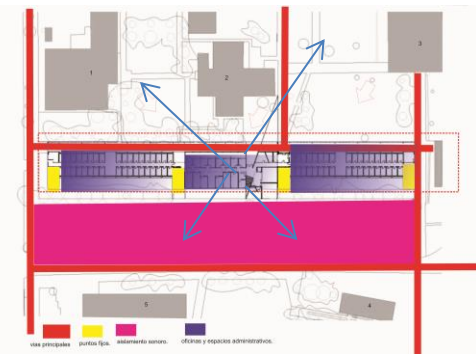 1
2
3
5
4
vías principales
puntos fijos.
aislamiento sonoro.
oficinas y espacios administrativos.